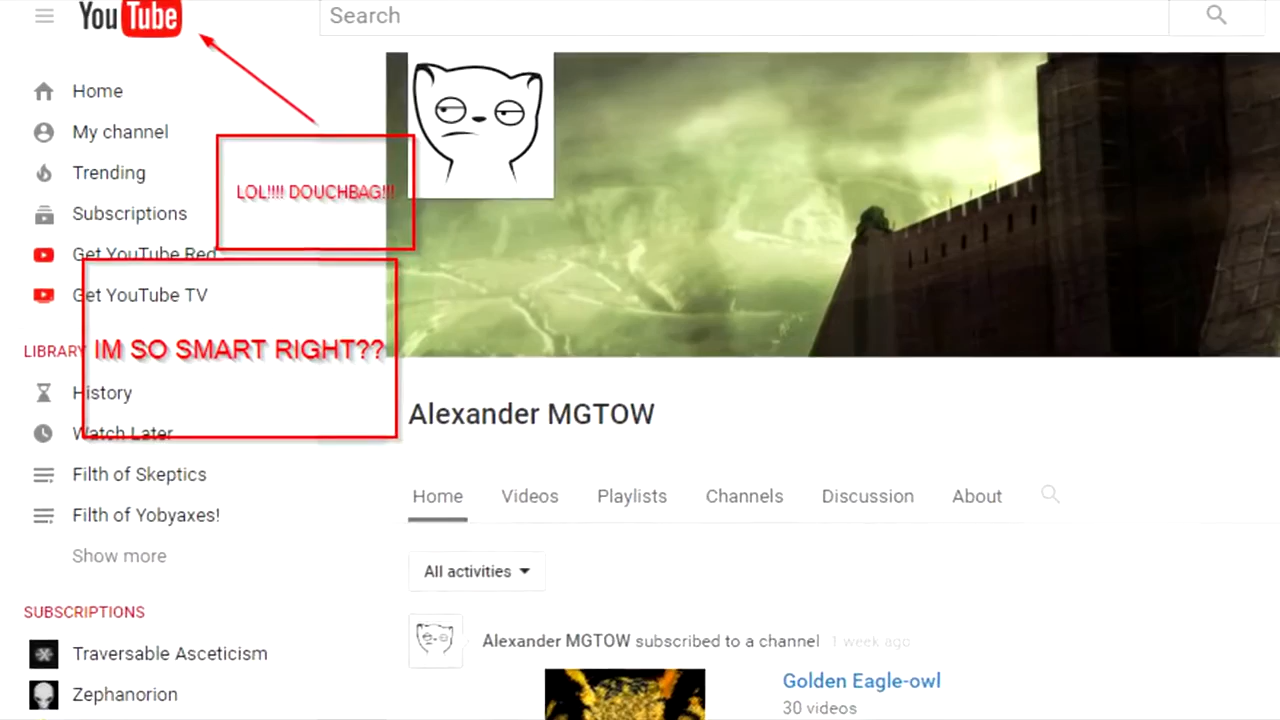 YouTube
Search
Home
My channel
Trending
LOL!!!! DOUCHBAG!!!
Subscriptions
Get YouTube Red
Get YouTube TV
LIBRARY
IM SO SMART RIGHT??
History
Watch Later
Filth of Skeptics
Filth of Yobyaxes!
Show more
SUBSCRIPTIONS
Traversable Asceticism
Zephanorion
Alexander MGTOW
Home Videos Playlists Channels Discussion About
All activities
Alexander MGTOW subscribed to a channel 1 week ago
Golden Eagle-owl
30 videos